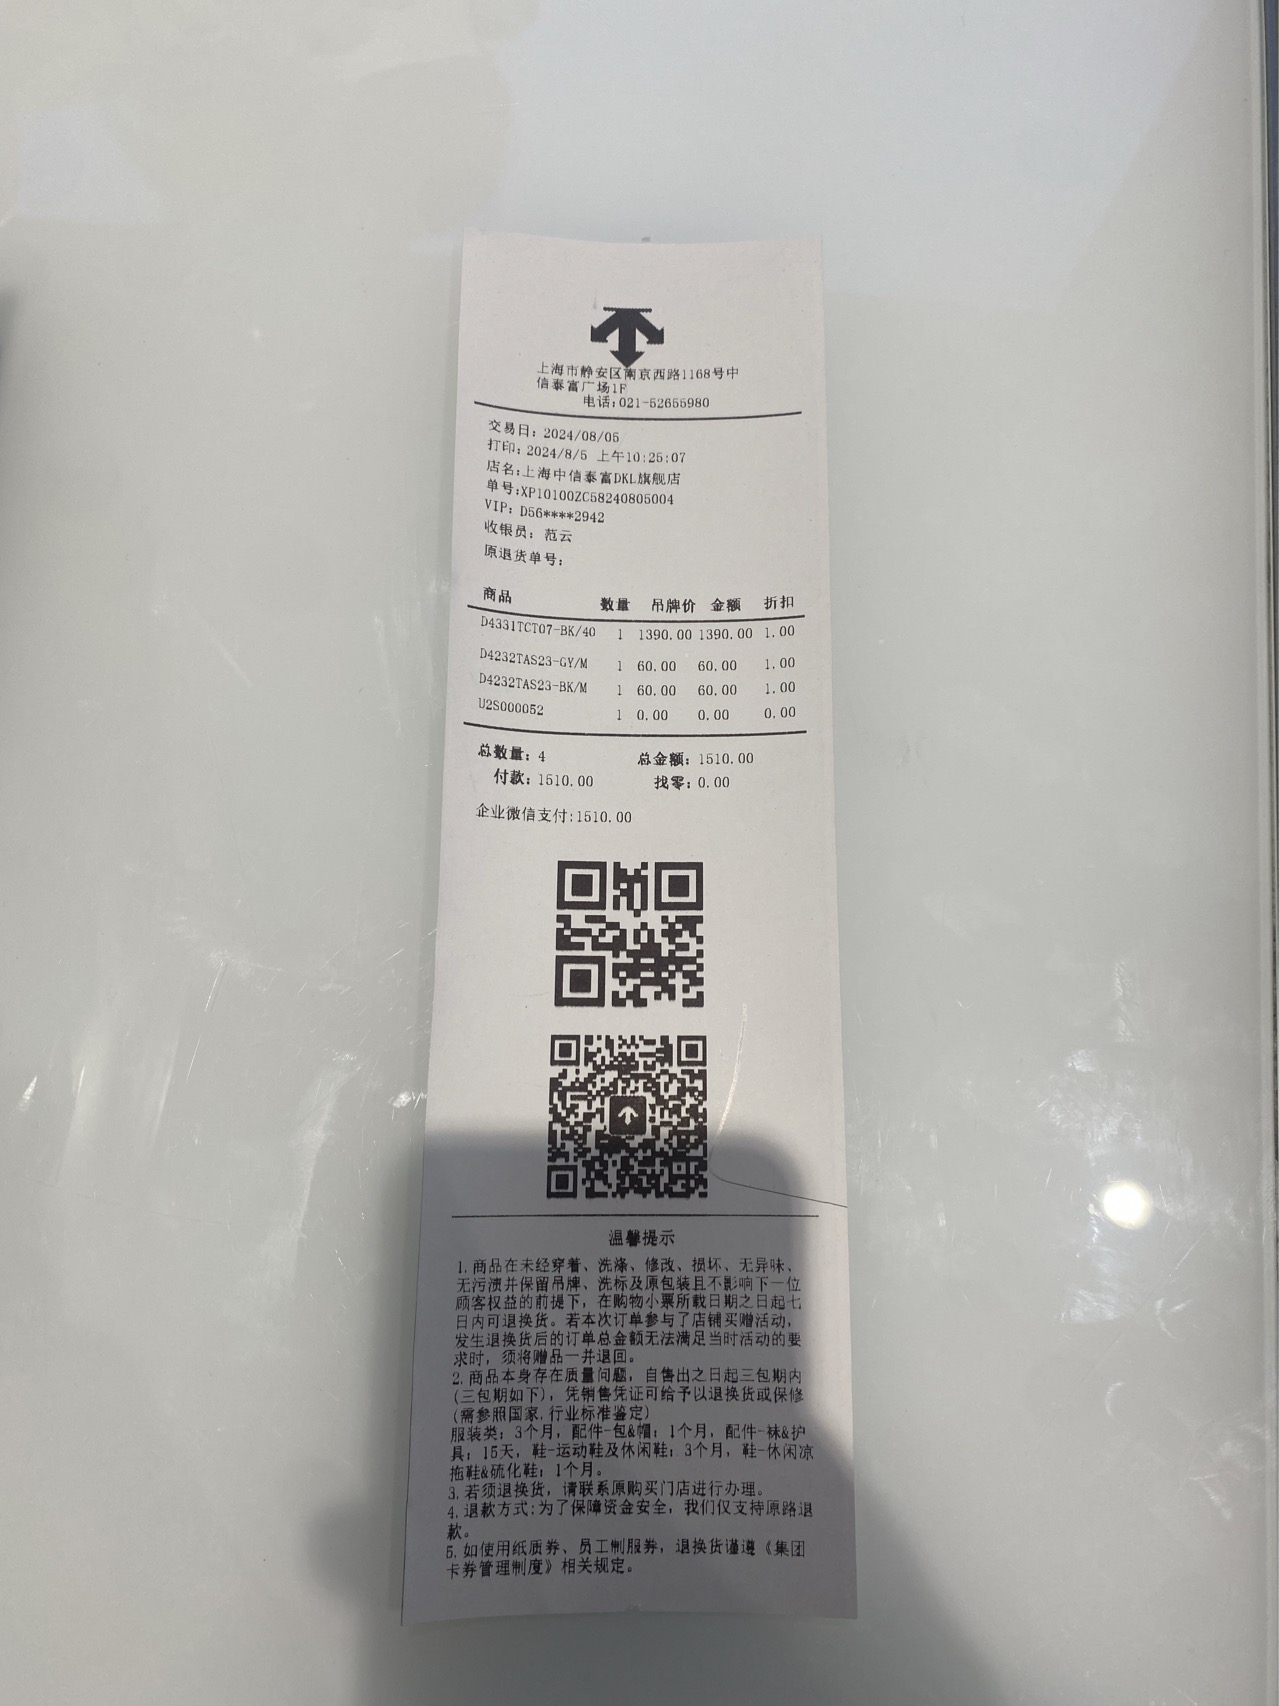 上海市静安区南京西路1168号中
信泰富广场1F
电话:021-52655980
交易日: 2024/08/05
打印: 2024/8/5 上午10:25:07
店名:上海中信泰富DKL旗舰店
单号:XP10100ZC58240805004
VIP: D56****2942
收银员: 范云
原退货单号:
商品 数量 吊牌价 金额 折扣
D4331TCT07-BK/40 1 1390.00 1390.00 1.00
D4232TAS23-GY/M 1 60.00 60.00 1.00
D4232TAS23-BK/M 1 60.00 60.00 1.00
U2S000052 1 0.00 0.00 0.00
总数量: 4 总金额: 1510.00
付款: 1510.00 找零: 0.00
企业微信支付:1510.00
温馨提示
1.商品在未经穿着、洗涤、修改、损坏、无异味、
无污渍并保留吊牌、洗标及原包装且不影响下一位
顾客权益的前提下，在购物小票所载日期之日起七
日内可退换货。若本次订单参与了店铺买赠活动，
发生退换货后的订单总金额无法满足当时活动的要
求时，须将赠品一并退回。
2.商品本身存在质量问题，自售出之日起三包期内
(三包期如下)，凭销售凭证可给予以退换货或保修
(需参照国家.行业标准鉴定)
服装类: 3个月，配件-包&帽: 1个月，配件-袜&护
具: 15天，鞋-运动鞋及休闲鞋: 3个月，鞋-休闲凉
拖鞋&硫化鞋: 1个月。
3.若须退换货，请联系原购买门店进行办理。
4.退款方式:为了保障资金安全，我们仅支持原路退
款。
5.如使用纸质券、员工制服券，退换货谨遵《集团
卡券管理制度》相关规定。